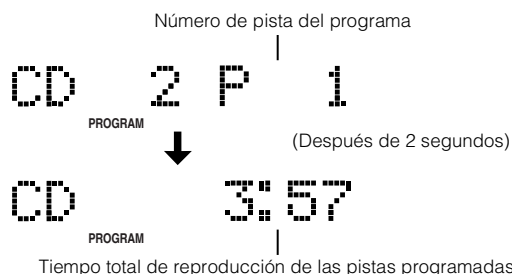 Número de pista del programa
CD 2 P 1
PROGRAM
(Después de 2 segundos)
CD 3:57
PROGRAM
Tiempo total de reproducción de las pistas programadas